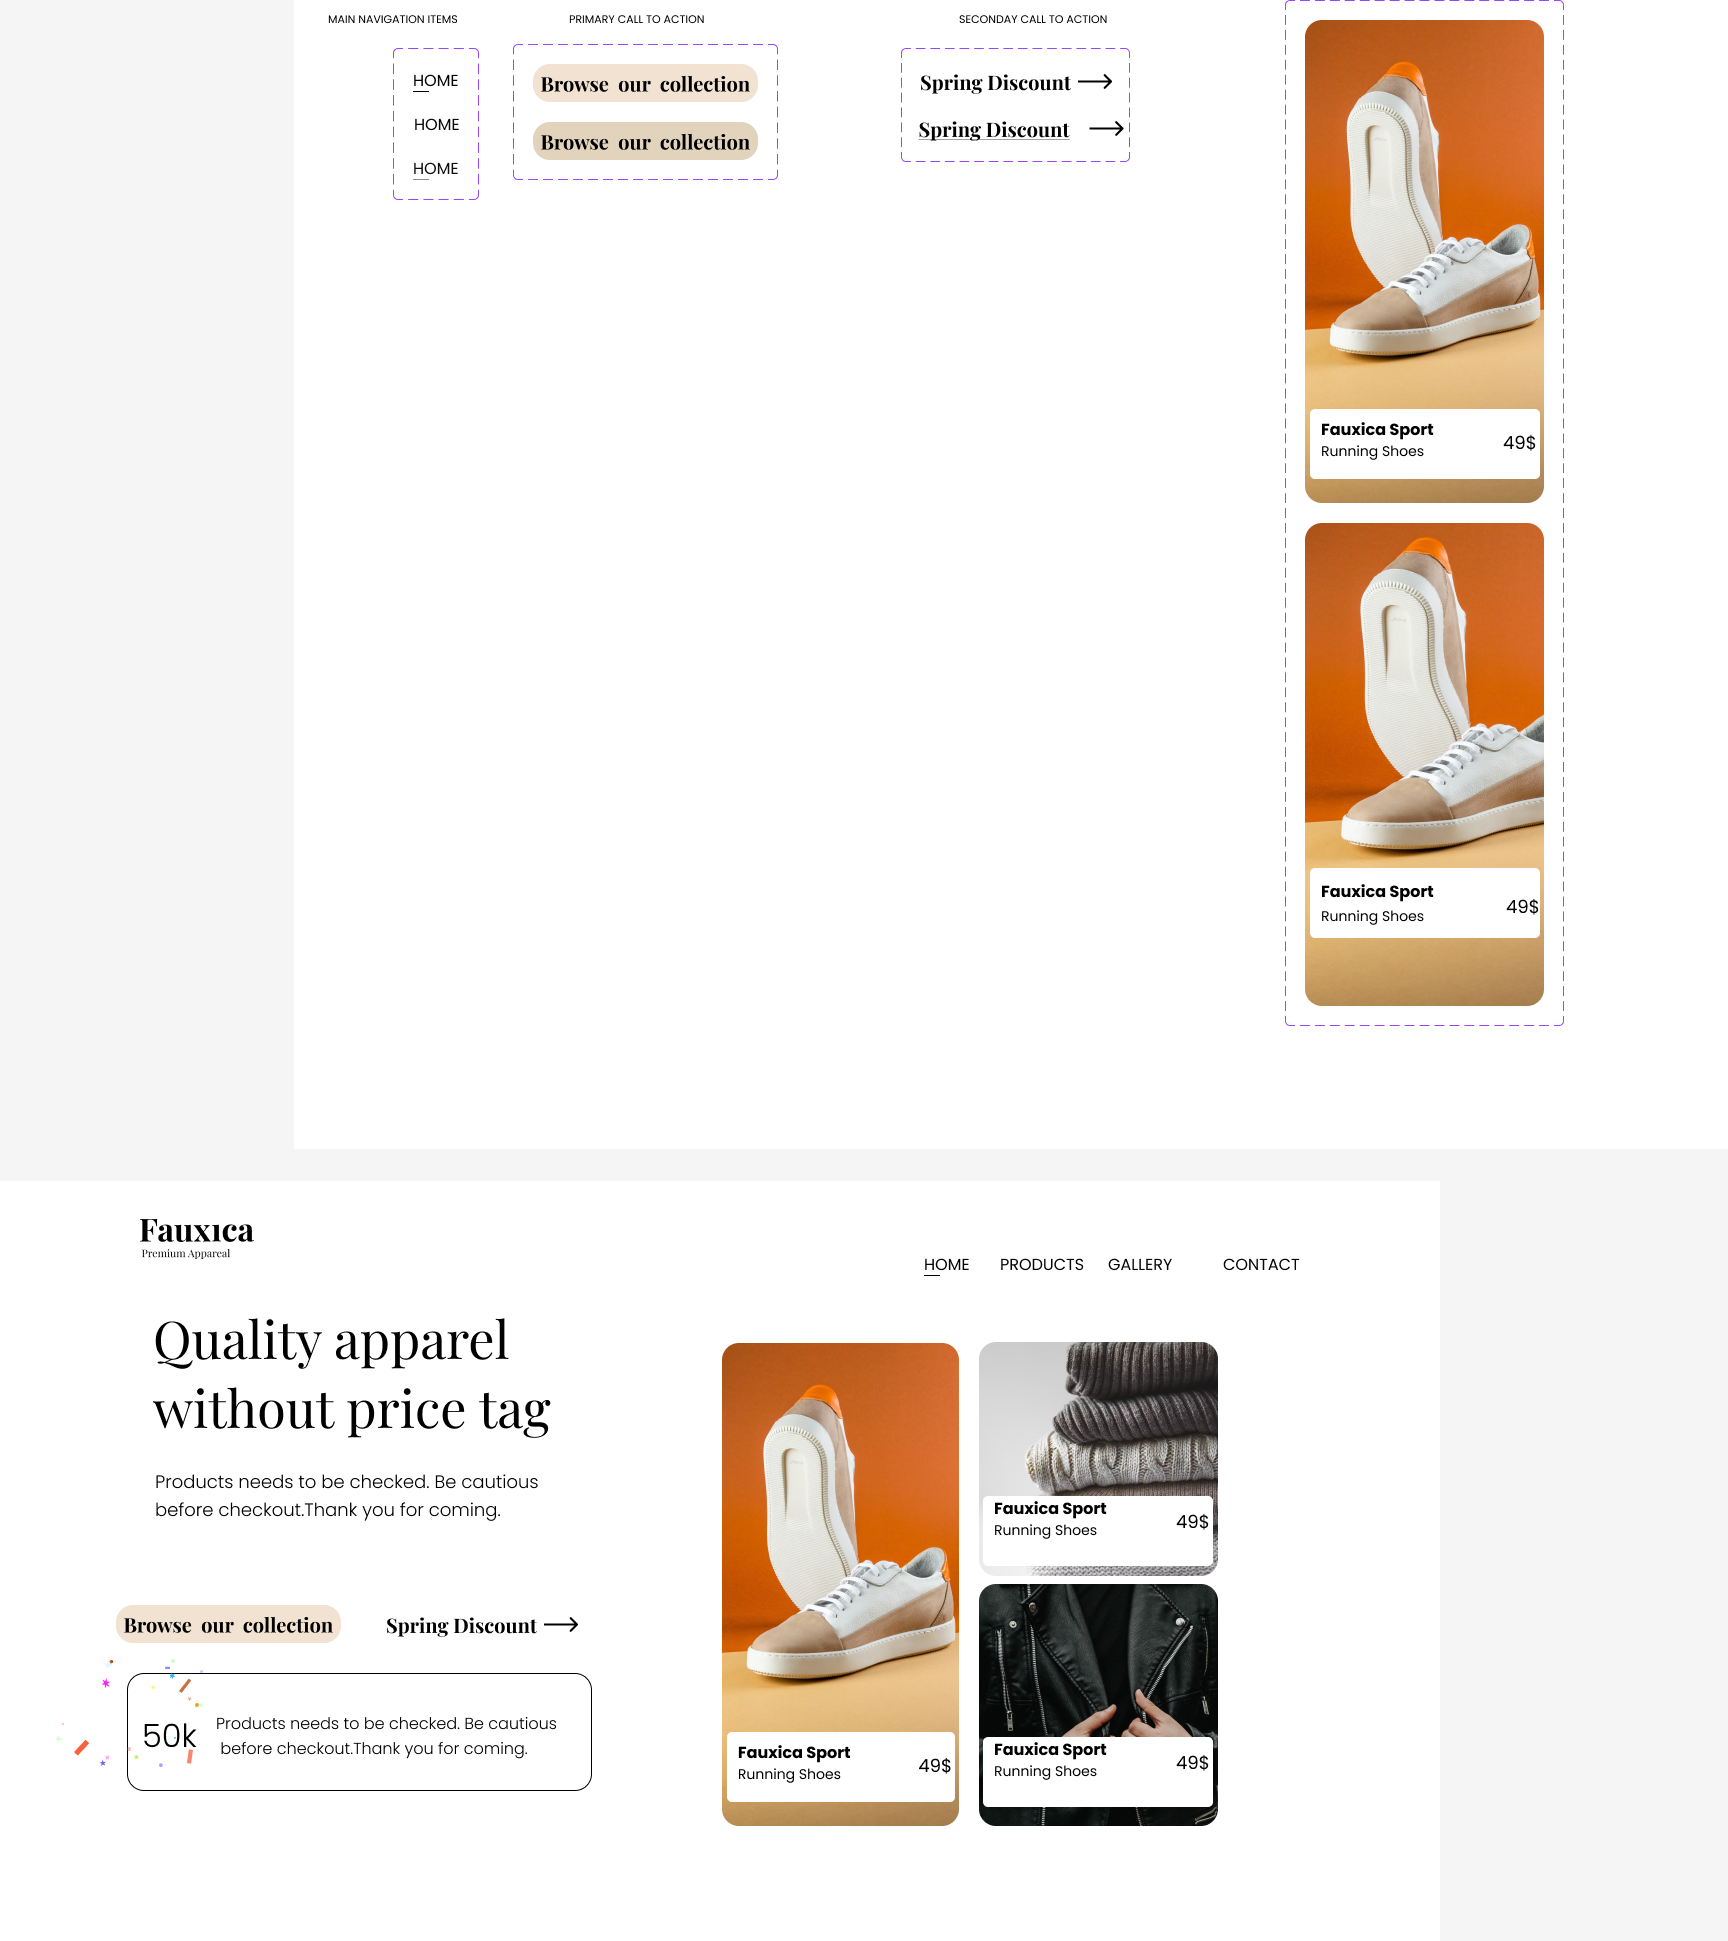 MAIN NAVIGATION ITEMS
PRIMARY CALL TO ACTION
SECONDAY CALL TO ACTION
HOME
HOME
HOME
Browse our collection
Browse our collection
Spring Discount
Spring Discount
Fauxica Sport
Running Shoes
49$
Fauxica Sport
Running Shoes
49$
Fauxıca
Premium Appareal
HOME
PRODUCTS
GALLERY
CONTACT
Quality apparel
without price tag
Products needs to be checked. Be cautious
before checkout.Thank you for coming.
Browse our collection
Spring Discount
50k
Products needs to be checked. Be cautious
before checkout.Thank you for coming.
Fauxica Sport
Running Shoes
49$
Fauxica Sport
Running Shoes
49$
Fauxica Sport
Running Shoes
49$